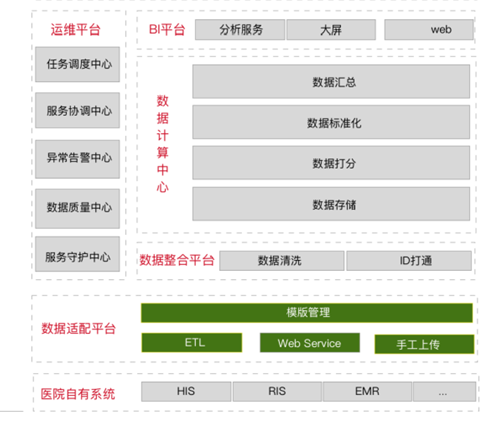 运维平台
任务调度中心
服务协调中心
异常告警中心
数据质量中心
服务守护中心
BI平台
分析服务
大屏
web
数据计算中心
数据汇总
数据标准化
数据打分
数据存储
数据整合平台
数据清洗
ID打通
数据适配平台
模版管理
ETL
Web Service
手工上传
医院自有系统
HIS
RIS
EMR
...